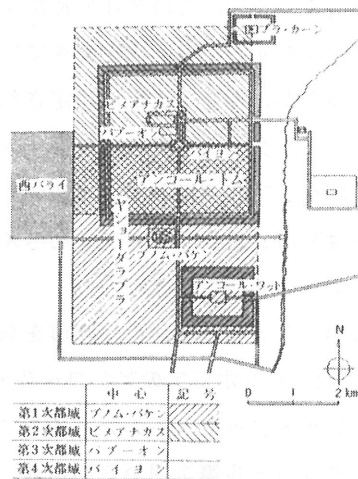 プラ・カーン
ピメアナカス
バプーオン
バイヨン
西バライ
アンコール・トム
ヤショーダラプラ
プノム・バケン
アンコール・ワット
N
0 1 2 km
中心 記号
第1次都城 プノム・バケン
第2次都城 ピメアナカス
第3次都城 バプーオン
第4次都城 バイヨン